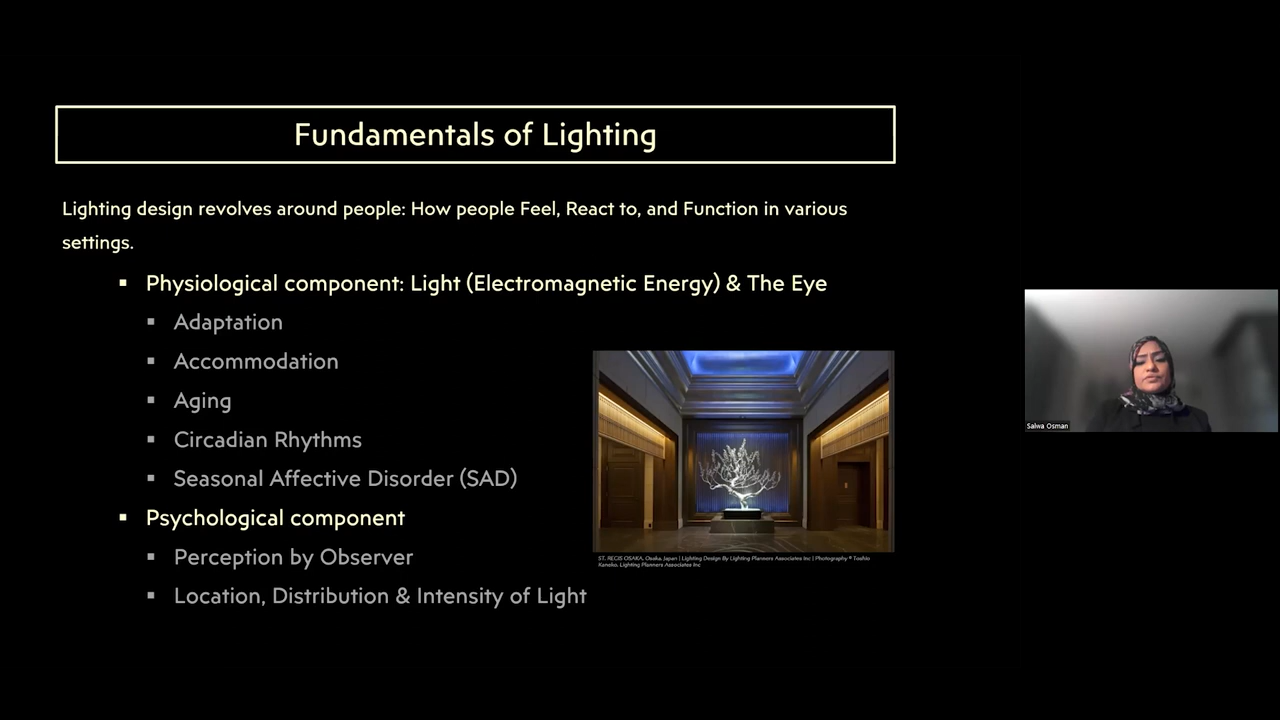 Fundamentals of Lighting
Lighting design revolves around people: How people Feel, React to, and Function in various
settings.
▪ Physiological component: Light (Electromagnetic Energy) & The Eye
▪ Adaptation
▪ Accommodation
▪ Aging
▪ Circadian Rhythms
▪ Seasonal Affective Disorder (SAD)
▪ Psychological component
▪ Perception by Observer
▪ Location, Distribution & Intensity of Light
ST. REGIS OSAKA, Osaka, Japan | Lighting Design By Lighting Planners Associates Inc | Photography © Toshio
Kaneko, Lighting Planners Associates Inc
Salwa Osman